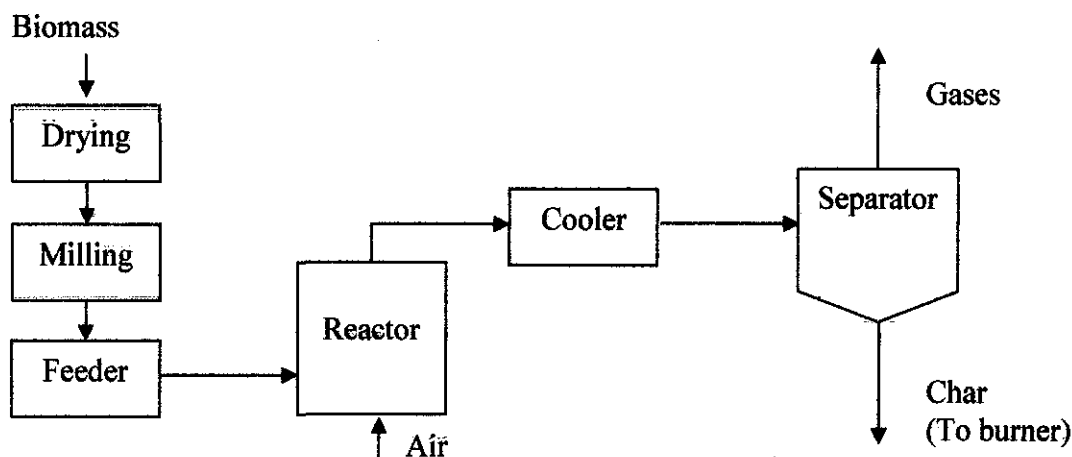 Biomass
Drying
Milling
Feeder
Reactor
Air
Cooler
Separator
Gases
Char
(To burner)